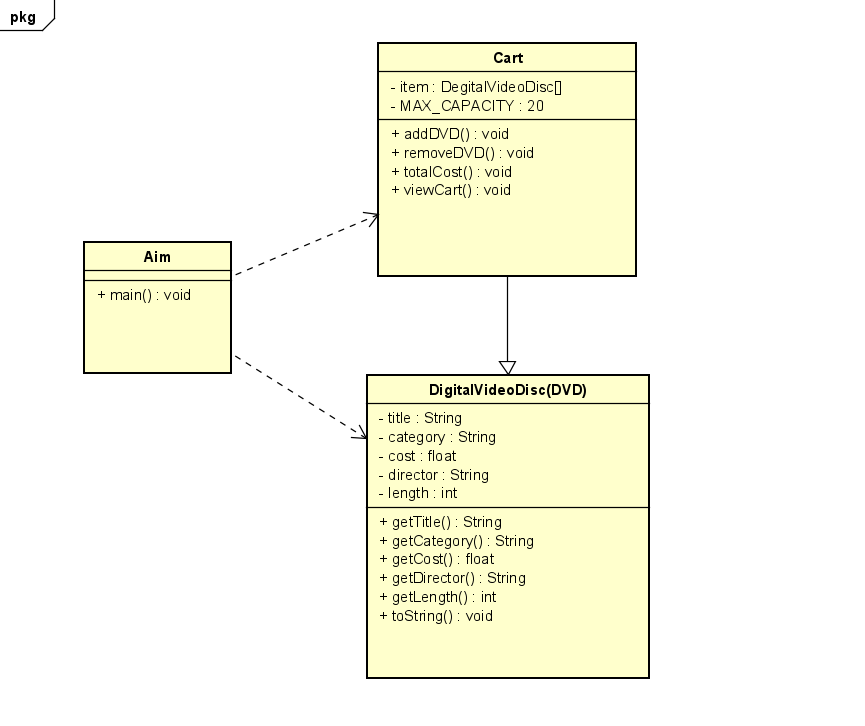 pkg
Cart
- item : DegitalVideoDisc[]
- MAX_CAPACITY : 20
+ addDVD() : void
+ removeDVD() : void
+ totalCost() : void
+ viewCart() : void
Aim
+ main() : void
DigitalVideoDisc(DVD)
- title : String
- category : String
- cost : float
- director : String
- length : int
+ getTitle() : String
+ getCategory() : String
+ getCost() : float
+ getDirector() : String
+ getLength() : int
+ toString() : void